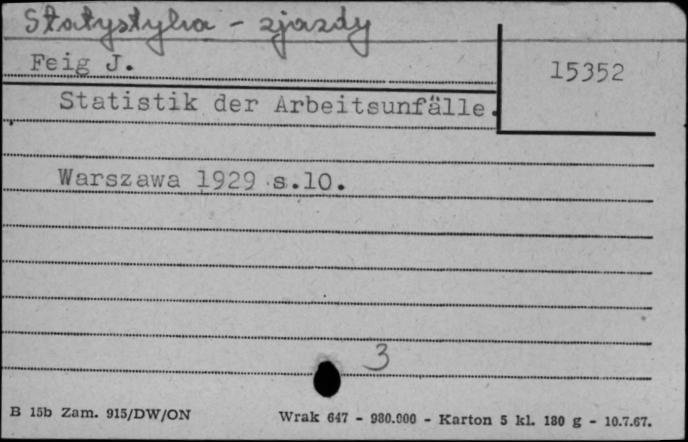 Statystyka - zjazdy
Feig J.
15352
Statistik der Arbeitsunfälle.
Warszawa 1929 s.10.
3
B 15b Zam. 915/DW/ON
Wrak 647 - 980.000 - Karton 5 kl. 180 g - 10.7.67.